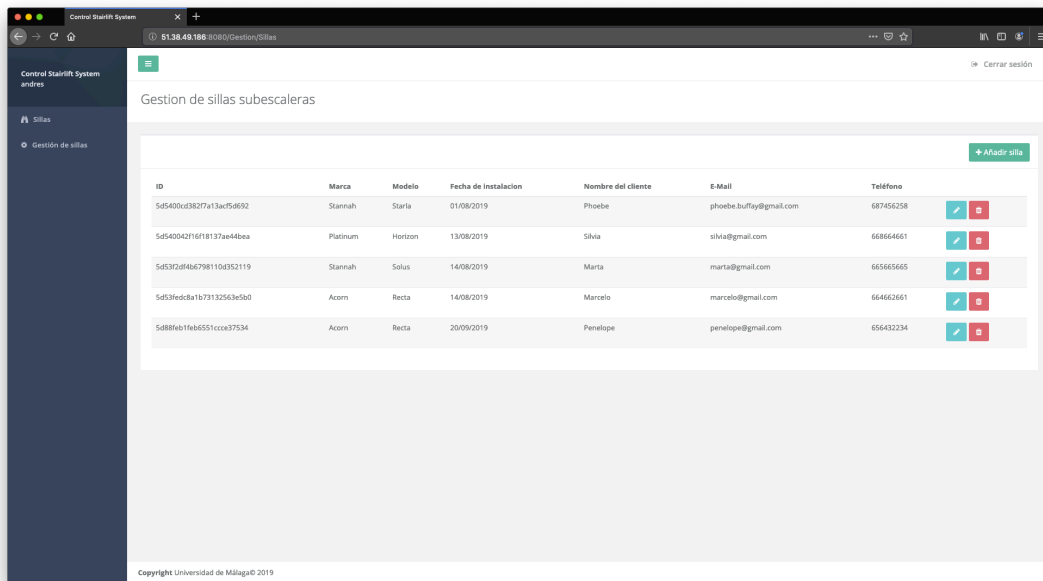 Control Stairlift System
51.38.49.186:8080/Gestion/Sillas
Control Stairlift System
andres
Cerrar sesión
Gestion de sillas subescaleras
Sillas
Gestión de sillas
Añadir silla
ID Marca Modelo Fecha de instalacion Nombre del cliente E-Mail Teléfono
5d5400cd382f7a13acf5d692 Stannah Starla 01/08/2019 Phoebe phoebe.buffay@gmail.com 687456258
5d540042f16f18137ae44bea Platinum Horizon 13/08/2019 Silvia silvia@gmail.com 668664661
5d53f2df4b6798110d352119 Stannah Solus 14/08/2019 Marta marta@gmail.com 665665665
5d53fedc8a1b73132563e5b0 Acorn Recta 14/08/2019 Marcelo marcelo@gmail.com 664662661
5d88feb1feb6551ccce37534 Acorn Recta 20/09/2019 Penelope penelope@gmail.com 656432234
Copyright Universidad de Málaga© 2019